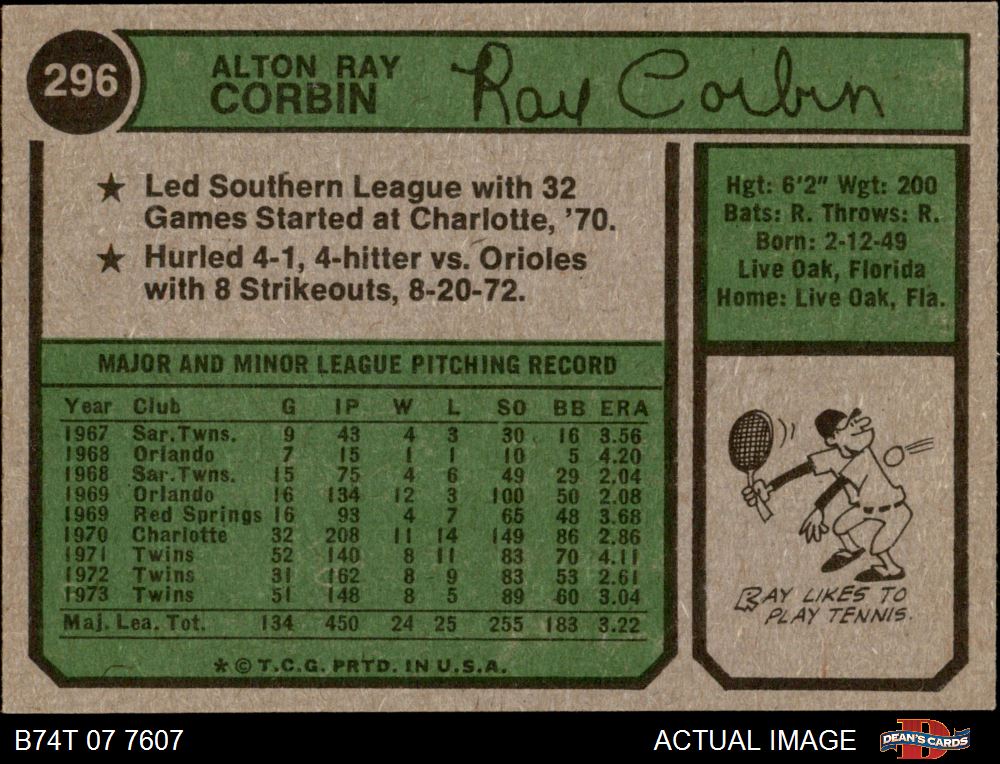 296
ALTON RAY
CORBIN
Ray Corbin
★ Led Southern League with 32
Games Started at Charlotte, '70.
★ Hurled 4-1, 4-hitter vs. Orioles
with 8 Strikeouts, 8-20-72.
Hgt: 6'2" Wgt: 200
Bats: R. Throws: R.
Born: 2-12-49
Live Oak, Florida
Home: Live Oak, Fla.
MAJOR AND MINOR LEAGUE PITCHING RECORD
Year Club G IP W L SO BB ERA
1967 Sar.Twns. 9 43 4 3 30 16 3.56
1968 Orlando 7 15 1 1 10 5 4.20
1968 Sar.Twns. 15 75 4 6 49 29 2.04
1969 Orlando 16 134 12 3 100 50 2.08
1969 Red Springs 16 93 4 7 65 48 3.68
1970 Charlotte 32 208 11 14 149 86 2.86
1971 Twins 52 140 8 11 83 70 4.11
1972 Twins 31 162 8 9 83 53 2.61
1973 Twins 51 148 8 5 89 60 3.04
Maj. Lea. Tot. 134 450 24 25 255 183 3.22
* © T.C.G. PRTD. IN U.S.A.
RAY LIKES TO
PLAY TENNIS.
B74T 07 7607
ACTUAL IMAGE
D
DEAN'S CARDS